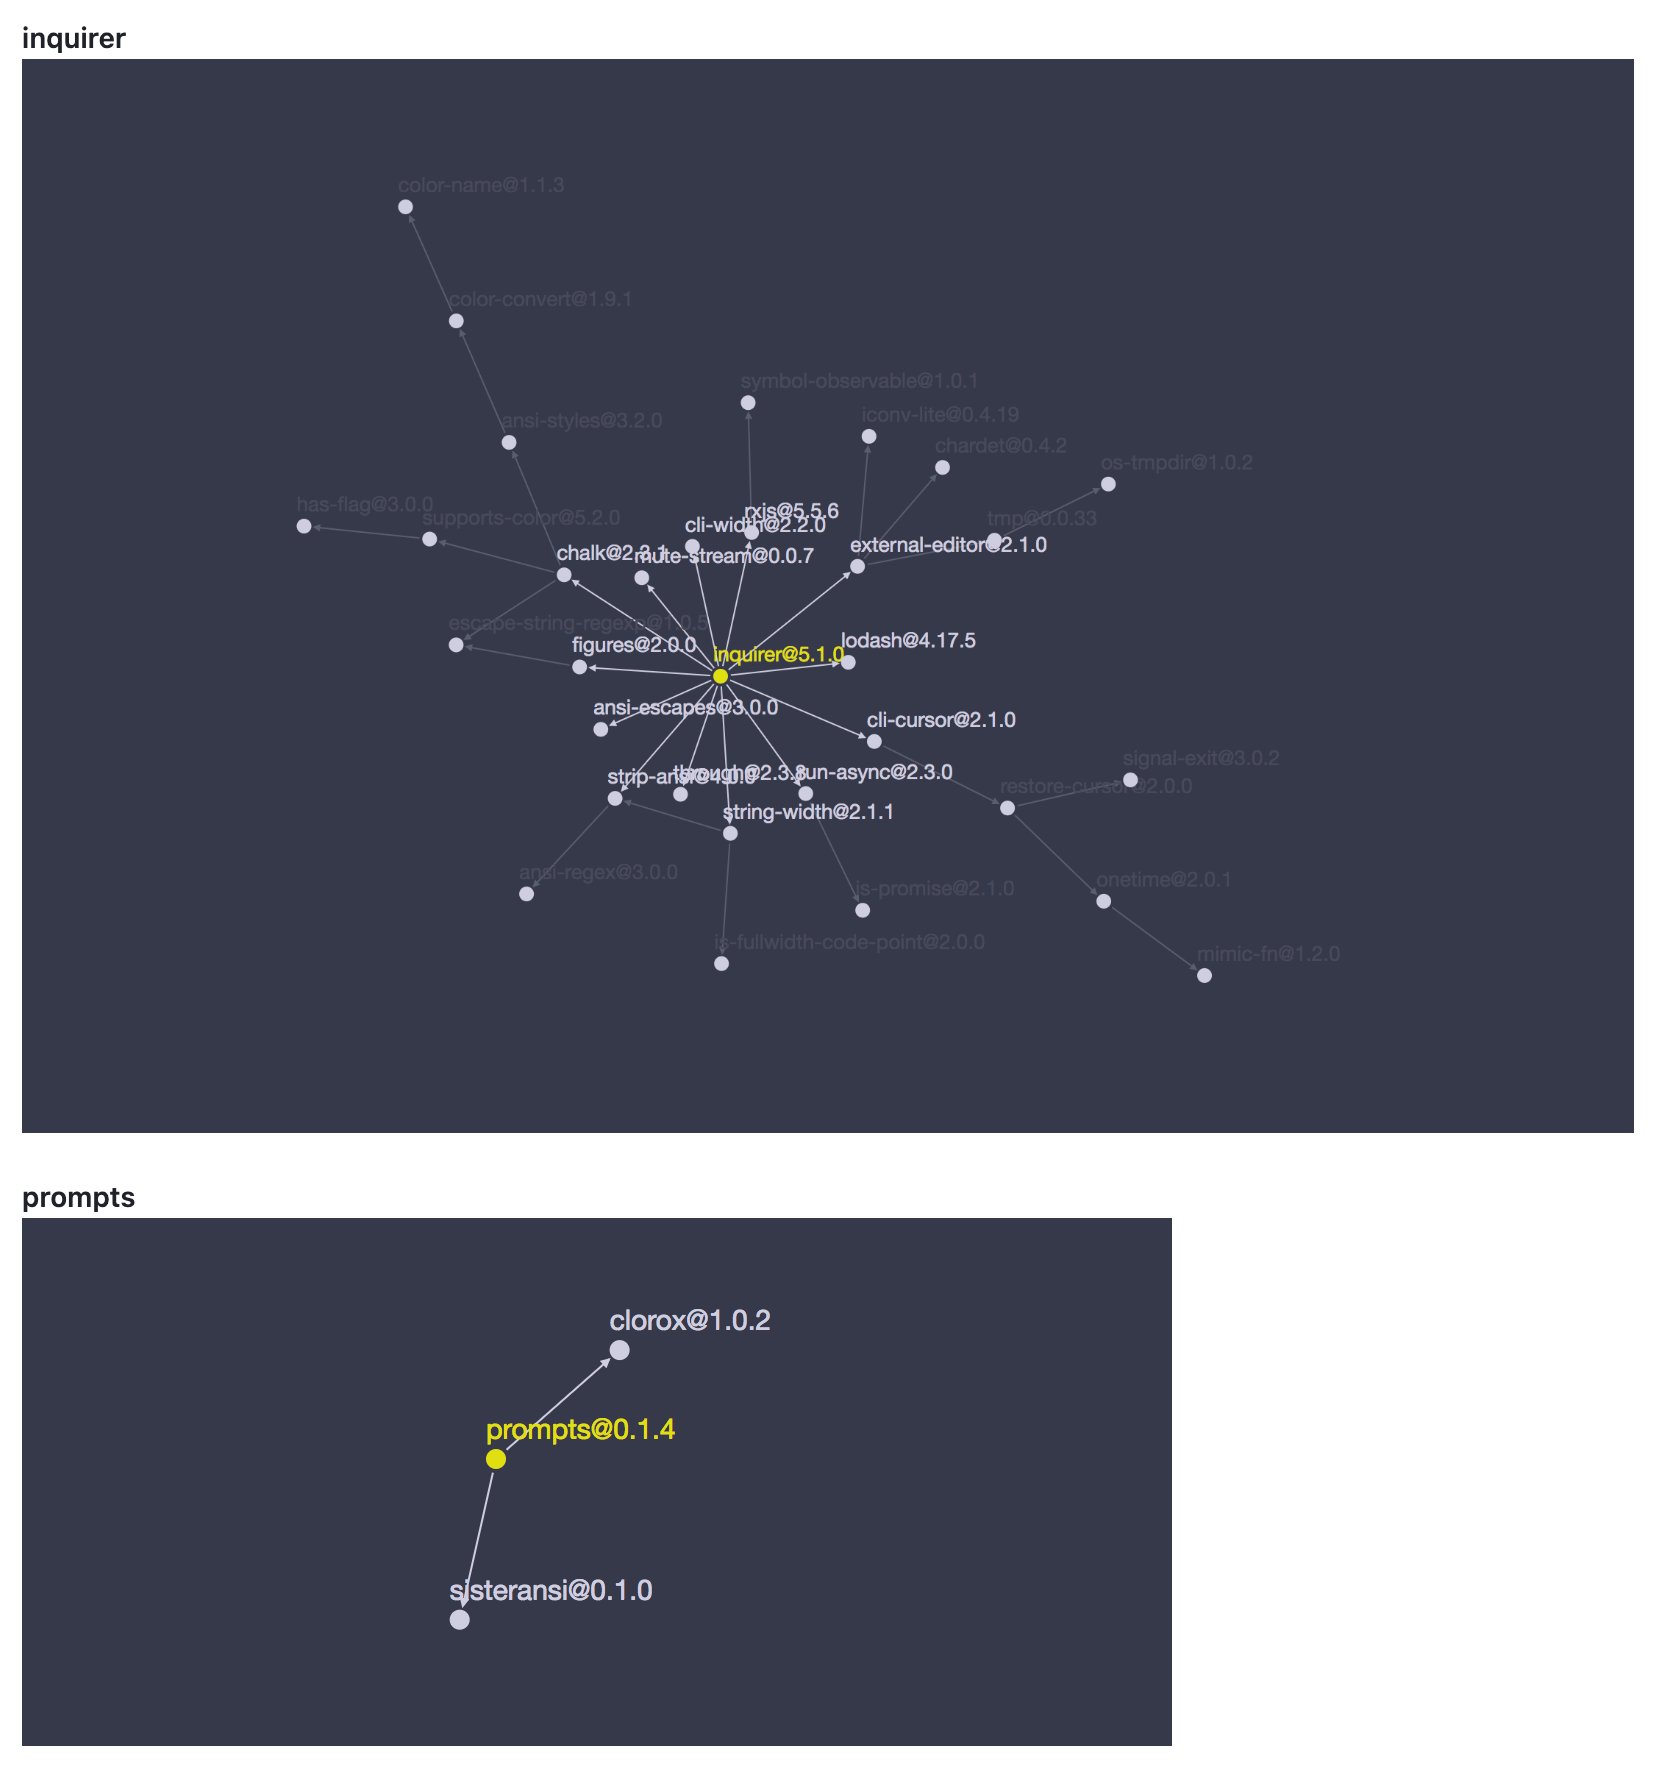 inquirer
color-name@1.1.3
color-convert@1.9.1
symbol-observable@1.0.1
iconv-lite@0.4.19
ansi-styles@3.2.0
chardet@0.4.2
os-tmpdir@1.0.2
has-flag@3.0.0
supports-color@5.2.0
rxjs@5.5.6
tmp@0.0.33
cli-width@2.2.0
external-editor@2.1.0
chalk@2.3.1
mute-stream@0.0.7
escape-string-regexp@1.0.5
figures@2.0.0
inquirer@5.1.0
lodash@4.17.5
ansi-escapes@3.0.0
cli-cursor@2.1.0
signal-exit@3.0.2
strip-ansi@4.0.0
through@2.3.8
run-async@2.3.0
restore-cursor@2.0.0
string-width@2.1.1
ansi-regex@3.0.0
is-promise@2.1.0
onetime@2.0.1
is-fullwidth-code-point@2.0.0
mimic-fn@1.2.0
prompts
clorox@1.0.2
prompts@0.1.4
sisteransi@0.1.0